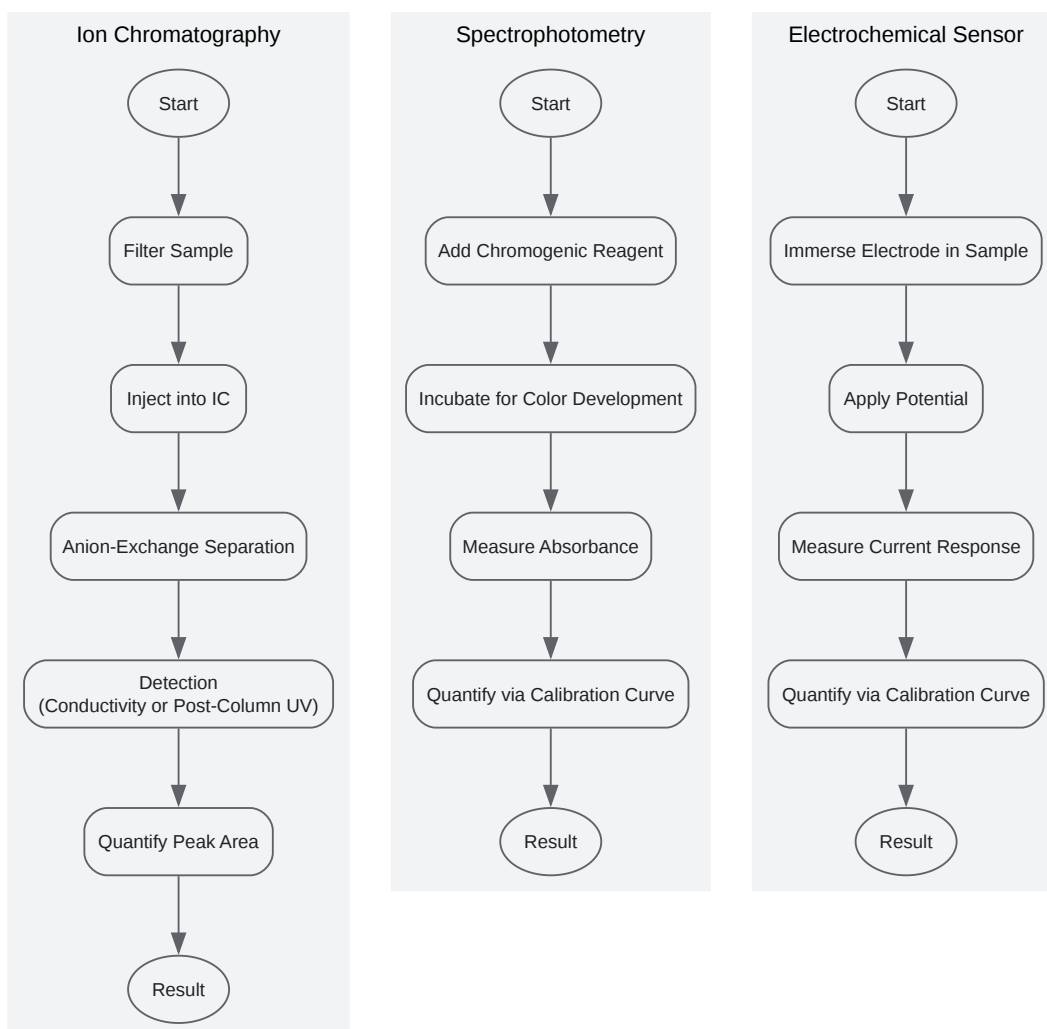 Ion Chromatography
Start
Filter Sample
Inject into IC
Anion-Exchange Separation
Detection
(Conductivity or Post-Column UV)
Quantify Peak Area
Result
Spectrophotometry
Start
Add Chromogenic Reagent
Incubate for Color Development
Measure Absorbance
Quantify via Calibration Curve
Result
Electrochemical Sensor
Start
Immerse Electrode in Sample
Apply Potential
Measure Current Response
Quantify via Calibration Curve
Result